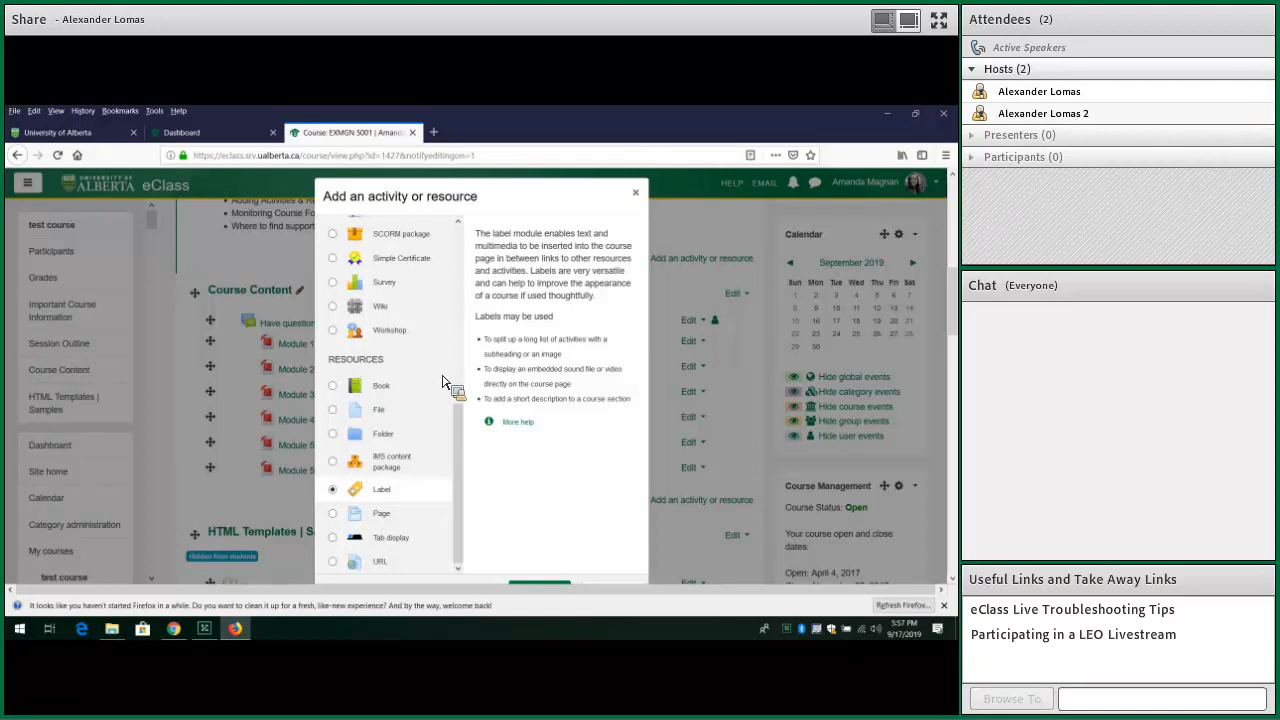 Share - Alexander Lomas
File Edit View History Bookmarks Tools Help
University of Alberta
Dashboard
Course: EXMGN 5001 | Amand
https://eclass.srv.ualberta.ca/course/view.php?id=1427&notifyeditingon=1
UNIVERSITY OF
ALBERTA eClass
HELP EMAIL
Amanda Magnan
test course
Participants
Grades
Important Course
Information
Session Outline
Course Content
HTML Templates |
Samples
Dashboard
Site home
Calendar
Course administration
My courses
test course
Monitoring Course
Where to find support
Course Content
Have question
Module 1
Module 2
Module 3
Module 4
Module 5
Module
HTML Templates | S
Hidden from students
Add an activity or resource
SCORM package
Simple Certificate
Survey
Wiki
Workshop
RESOURCES
Book
File
Folder
IMS content
package
Label
Page
Tab display
URL
The label module enables text and
multimedia to be inserted into the course
page in between links to other resources
and activities. Labels are very versatile
and can help to improve the appearance
of a course if used thoughtfully.
Labels may be used
To split up a long list of activities with a
subheading or an image
To display an embedded sound file or video
directly on the course page
To add a short description to a course section
More help
Add an activity or resource
Edit
Edit
Edit
Edit
Edit
Edit
Edit
Edit
Add an activity or resource
Edit
Edit
Calendar
September 2019
Sun Mon Tue Wed Thu Fri Sat
1 2 3 4 5 6 7
8 9 10 11 12 13 14
15 16 17 18 19 20 21
22 23 24 25 26 27 28
29 30
Hide global events
Hide category events
Hide course events
Hide group events
Hide user events
Course Management
Course Status: Open
Your course open and close
dates:
Open: April 4, 2017
It looks like you haven't started Firefox in a while. Do you want to clean it up for a fresh, like-new experience? And by the way, welcome back!
Refresh Firefox...
5:57 PM
9/17/2019
Attendees (2)
Active Speakers
Hosts (2)
Alexander Lomas
Alexander Lomas 2
Presenters (0)
Participants (0)
Chat (Everyone)
Useful Links and Take Away Links
eClass Live Troubleshooting Tips
Participating in a LEO Livestream
Browse To